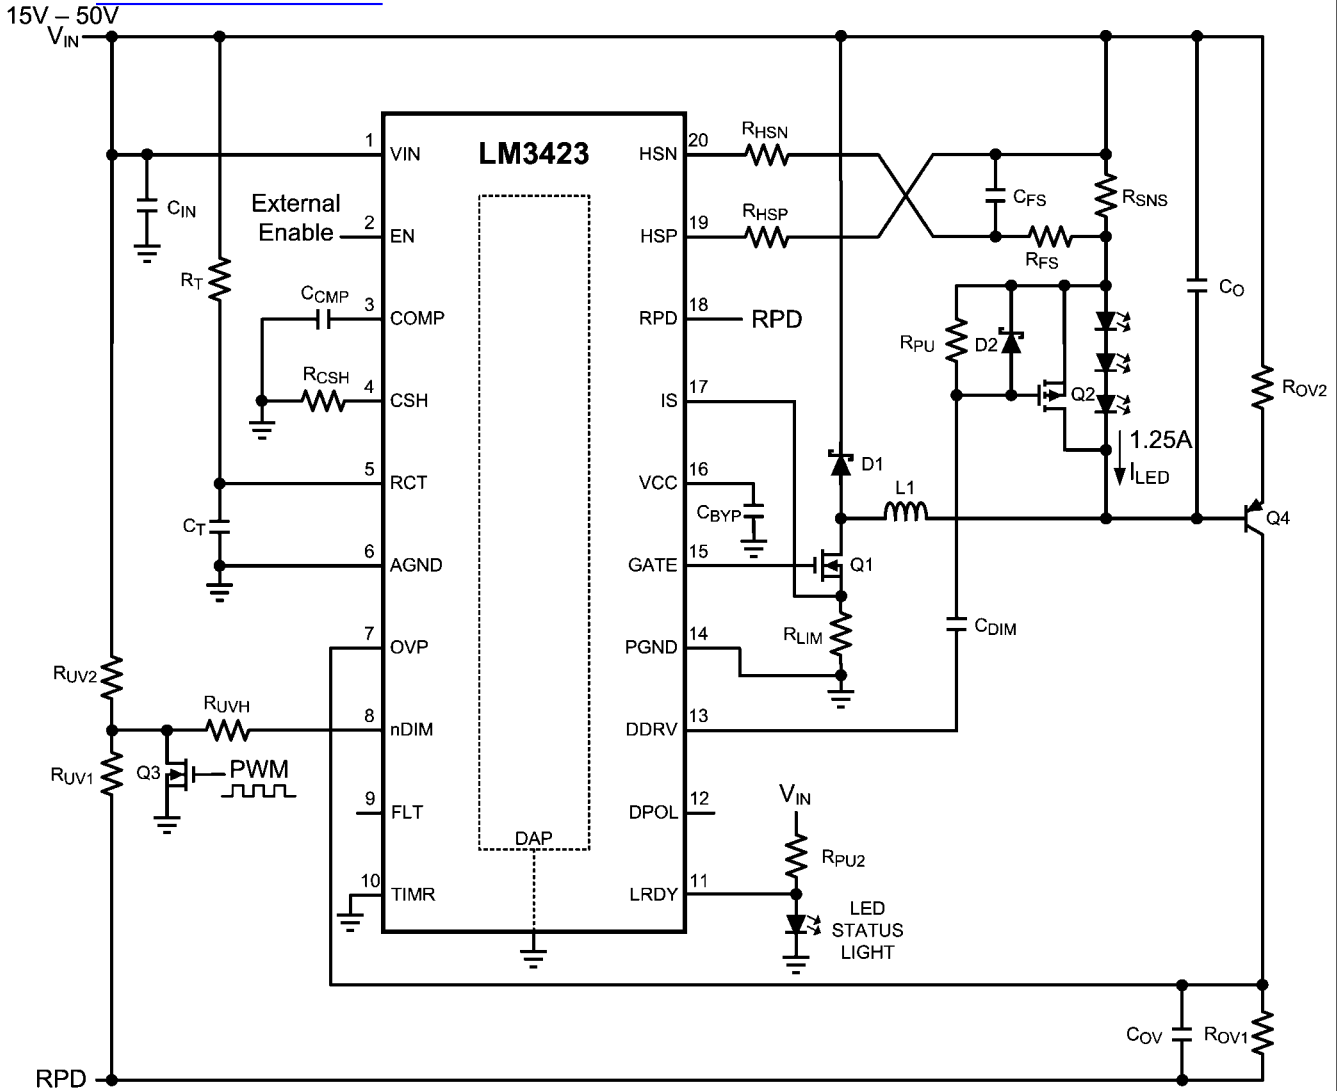 15V – 50V
VIN
LM3423
1
VIN
2
EN
External
Enable
3
COMP
4
CSH
5
RCT
6
AGND
7
OVP
8
nDIM
9
FLT
10
TIMR
20
HSN
19
HSP
18
RPD
RPD
17
IS
16
VCC
15
GATE
14
PGND
13
DDRV
12
DPOL
11
LRDY
DAP
CIN
RT
CCMP
RCSH
CT
RUV2
RUVH
RUV1
Q3
PWM
RHSN
RHSP
CFS
RSNS
RFS
RPU
D2
Q2
CO
ROV2
1.25A
ILED
D1
L1
Q4
CBYP
Q1
RLIM
CDIM
VIN
RPU2
LED
STATUS
LIGHT
COV
ROV1
RPD